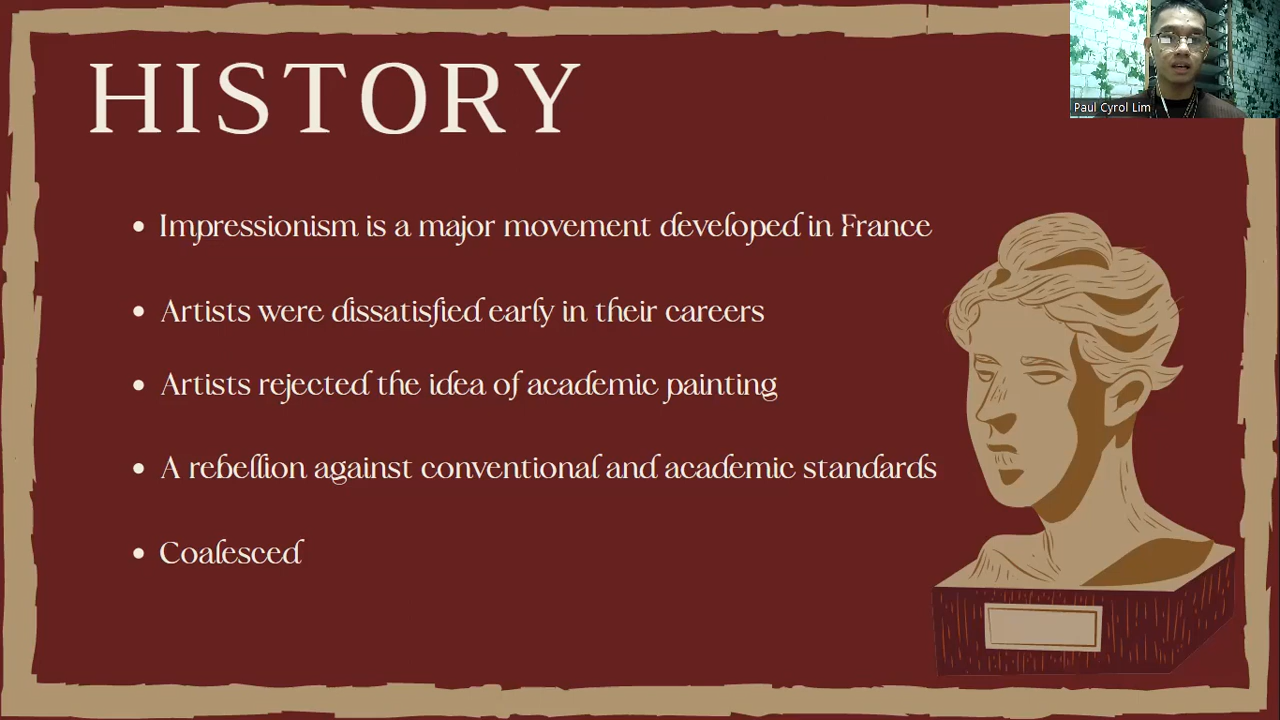 HISTORY
Paul Cyrol Lim
Impressionism is a major movement developed in France
Artists were dissatisfied early in their careers
Artists rejected the idea of academic painting
A rebellion against conventional and academic standards
Coalesced